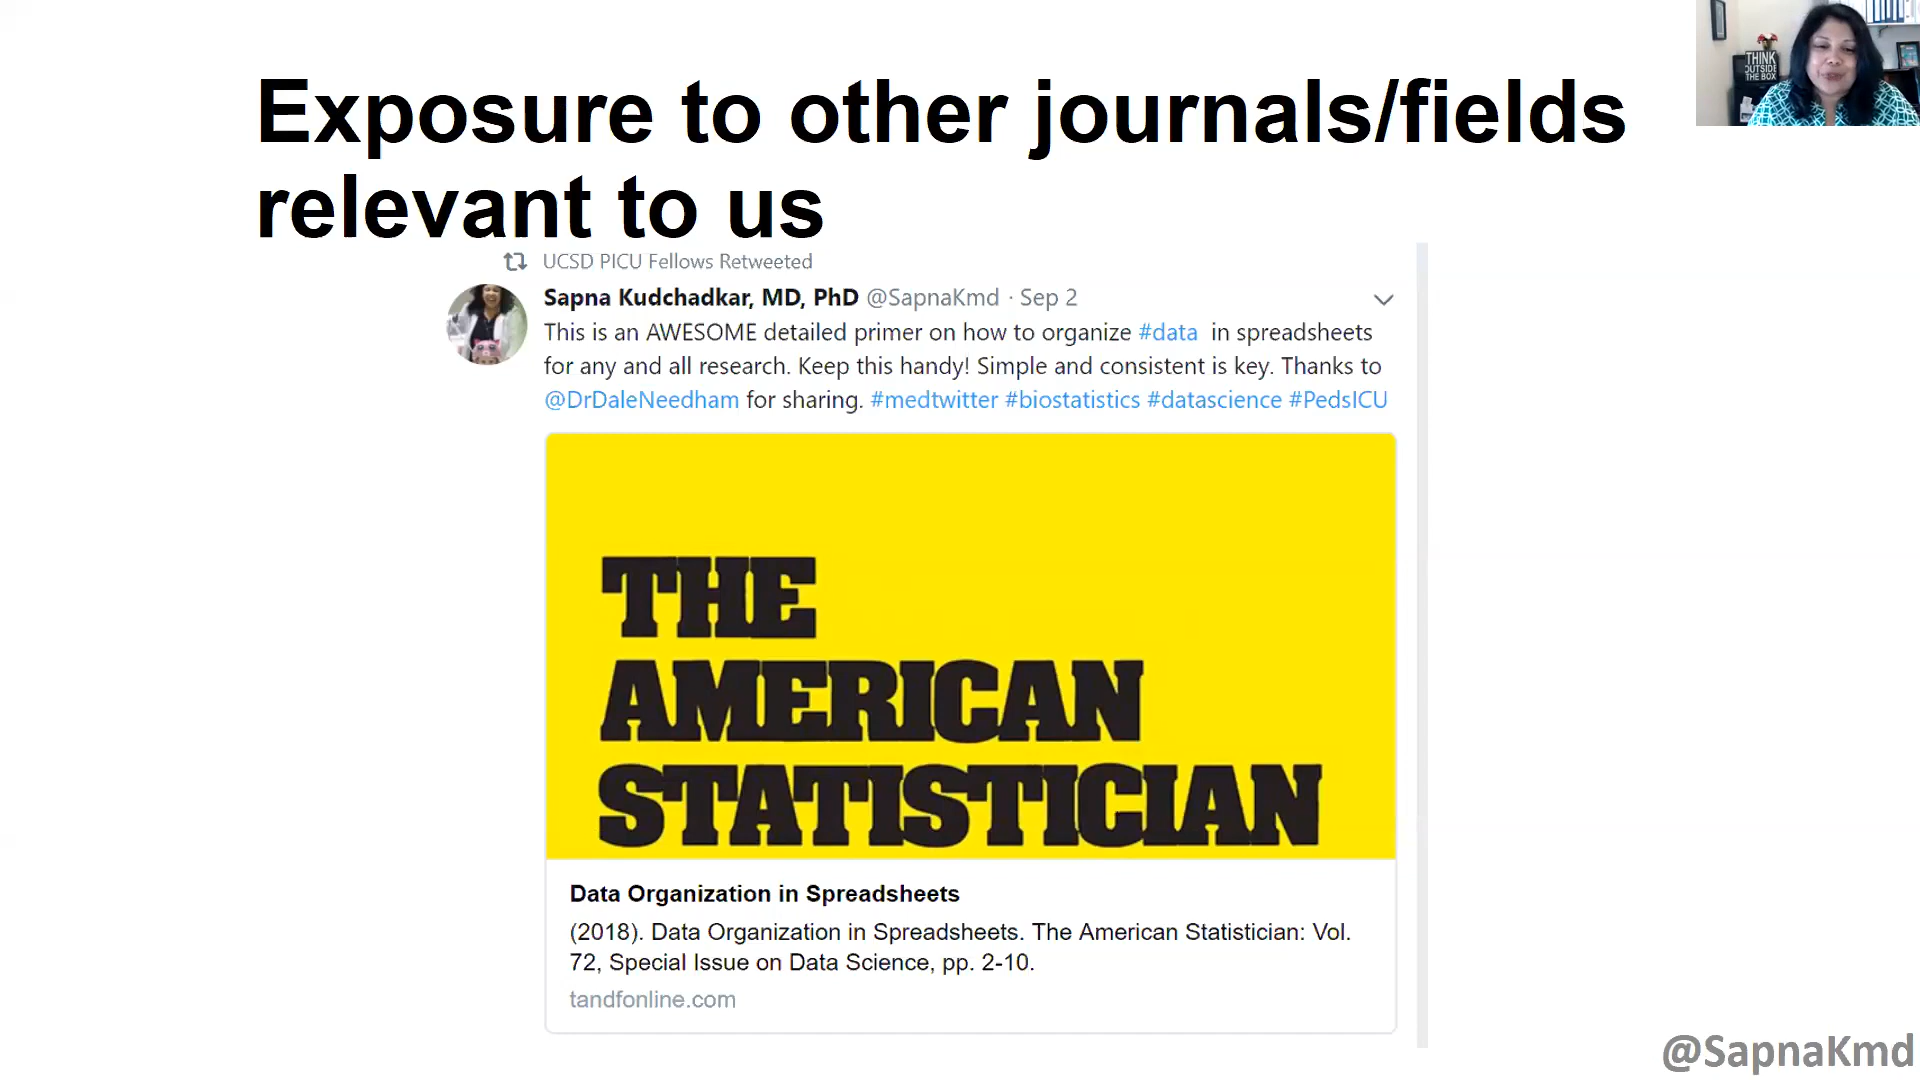 Exposure to other journals/fields
relevant to us
THINK
OUTSIDE
THE BOX
UCSD PICU Fellows Retweeted
Sapna Kudchadkar, MD, PhD @SapnaKmd · Sep 2
This is an AWESOME detailed primer on how to organize #data in spreadsheets
for any and all research. Keep this handy! Simple and consistent is key. Thanks to
@DrDaleNeedham for sharing. #medtwitter #biostatistics #datascience #PedsICU
THE
AMERICAN
STATISTICIAN
Data Organization in Spreadsheets
(2018). Data Organization in Spreadsheets. The American Statistician: Vol.
72, Special Issue on Data Science, pp. 2-10.
tandfonline.com
@SapnaKmd